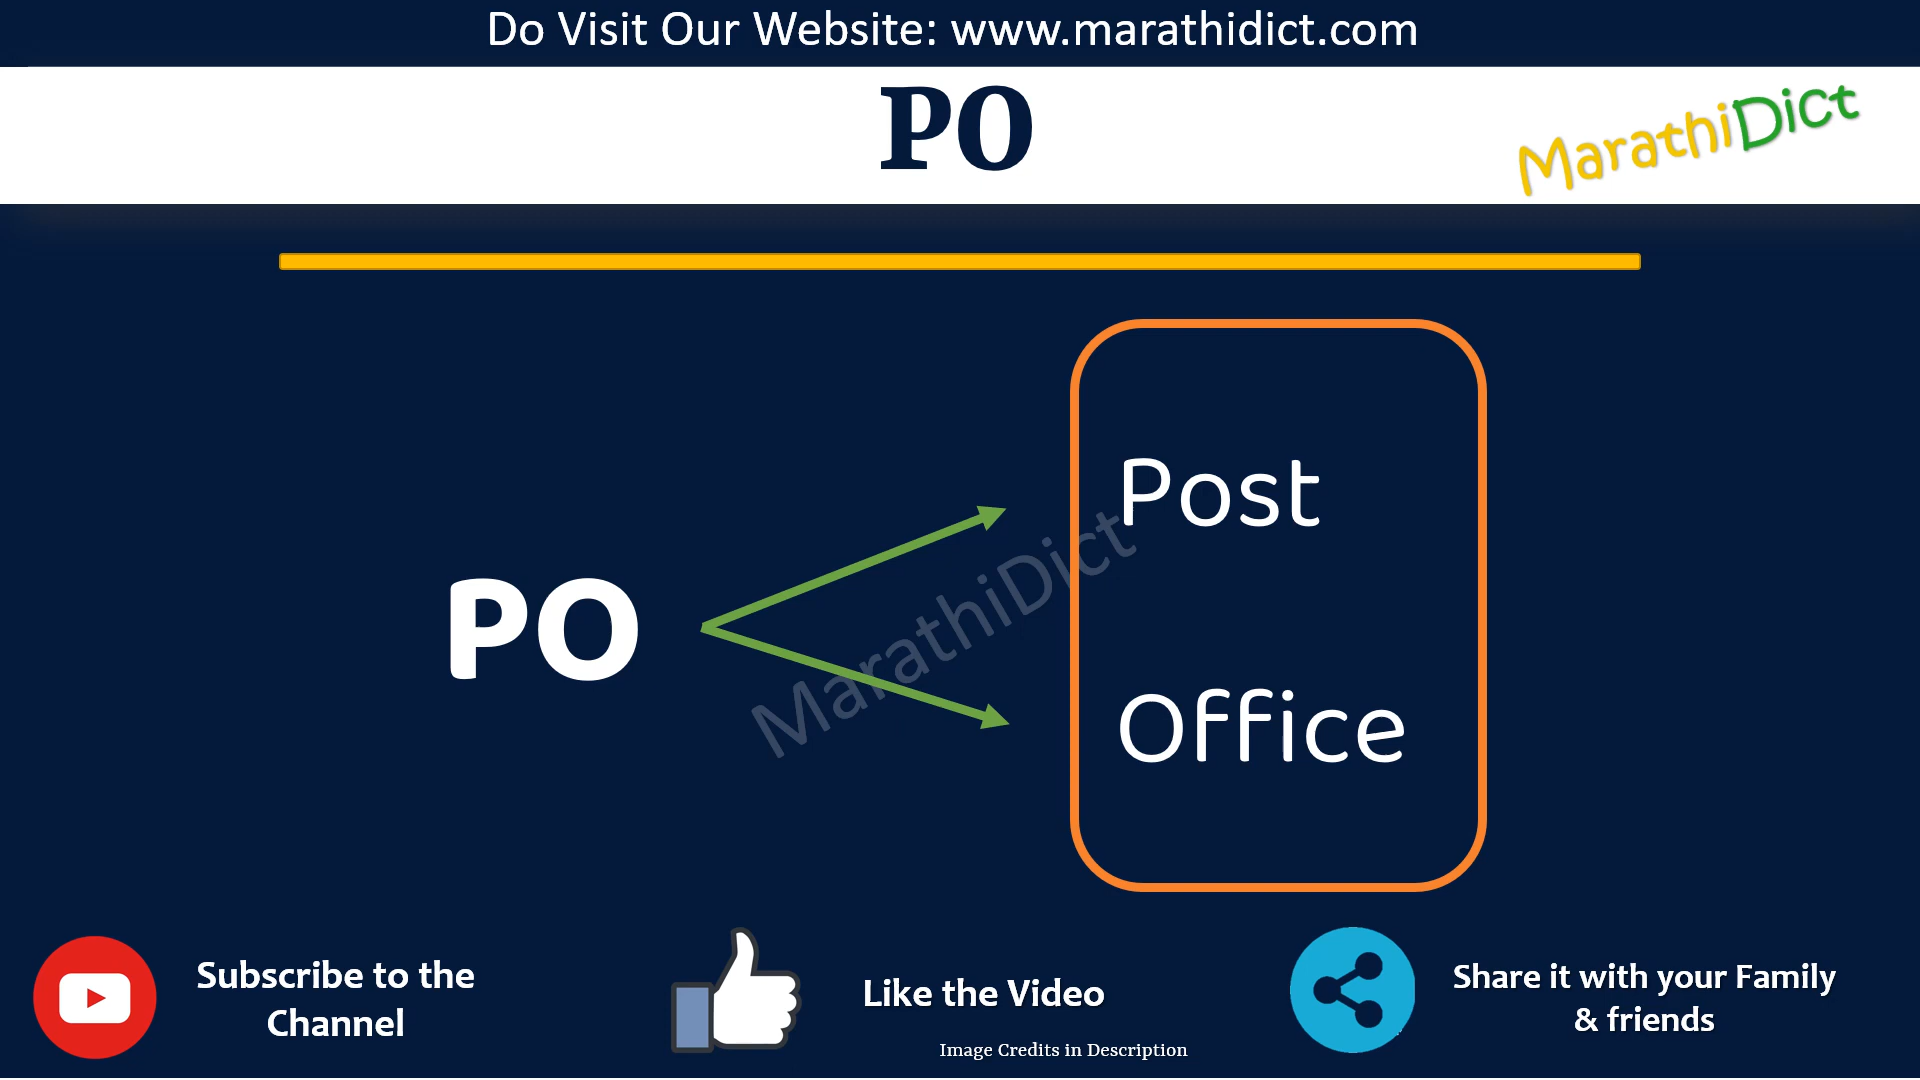 Do Visit Our Website: www.marathidict.com
PO
MarathiDict
Post
PO
MarathiDict
Office
Subscribe to the
Channel
Like the Video
Share it with your Family
& friends
Image Credits in Description